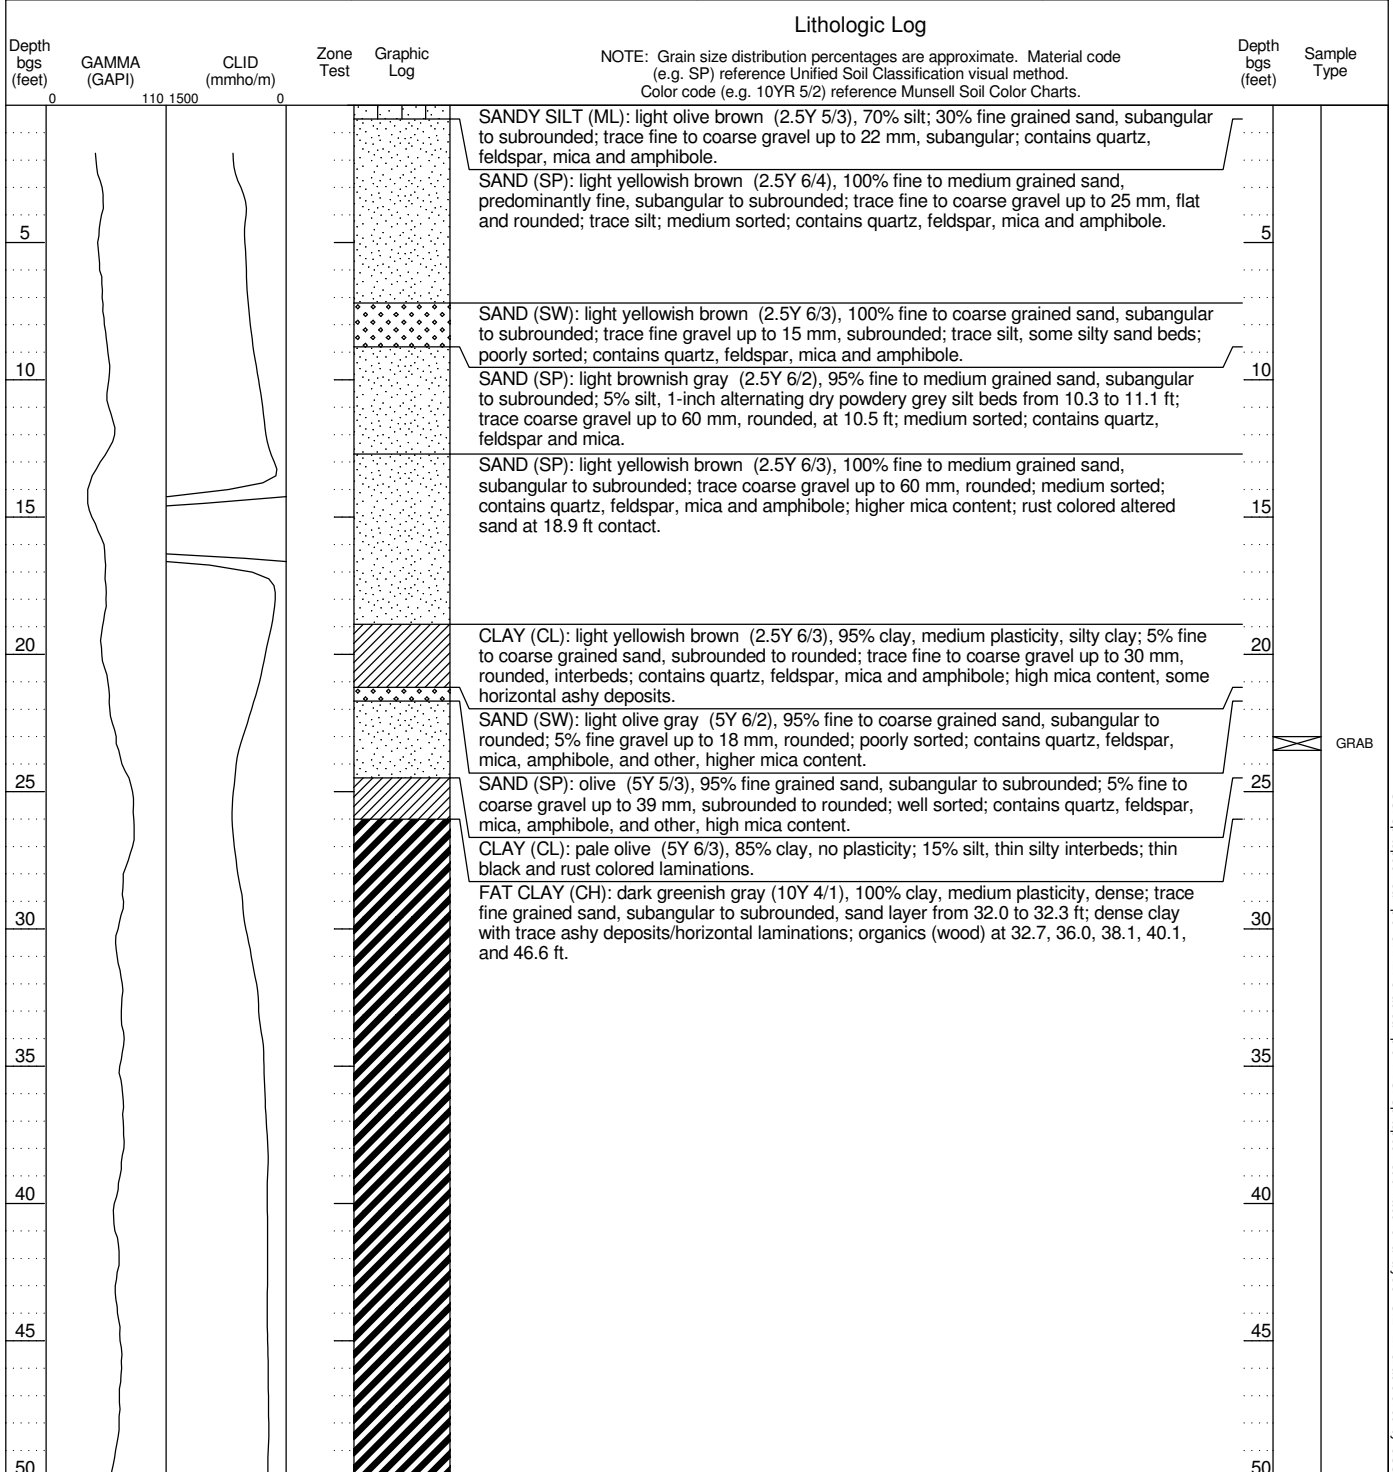 Lithologic Log
Depth
bgs
(feet)
GAMMA
(GAPI)
CLID
(mmho/m)
Zone
Test
Graphic
Log
NOTE: Grain size distribution percentages are approximate. Material code
(e.g. SP) reference Unified Soil Classification visual method.
Color code (e.g. 10YR 5/2) reference Munsell Soil Color Charts.
Depth
bgs
(feet)
Sample
Type
0 110 1500 0
SANDY SILT (ML): light olive brown (2.5Y 5/3), 70% silt; 30% fine grained sand, subangular
to subrounded; trace fine to coarse gravel up to 22 mm, subangular; contains quartz,
feldspar, mica and amphibole.
SAND (SP): light yellowish brown (2.5Y 6/4), 100% fine to medium grained sand,
predominantly fine, subangular to subrounded; trace fine to coarse gravel up to 25 mm, flat
and rounded; trace silt; medium sorted; contains quartz, feldspar, mica and amphibole.
5 5
SAND (SW): light yellowish brown (2.5Y 6/3), 100% fine to coarse grained sand, subangular
to subrounded; trace fine gravel up to 15 mm, subrounded; trace silt, some silty sand beds;
poorly sorted; contains quartz, feldspar, mica and amphibole.
10 10
SAND (SP): light brownish gray (2.5Y 6/2), 95% fine to medium grained sand, subangular
to subrounded; 5% silt, 1-inch alternating dry powdery grey silt beds from 10.3 to 11.1 ft;
trace coarse gravel up to 60 mm, rounded, at 10.5 ft; medium sorted; contains quartz,
feldspar and mica.
SAND (SP): light yellowish brown (2.5Y 6/3), 100% fine to medium grained sand,
subangular to subrounded; trace coarse gravel up to 60 mm, rounded; medium sorted;
contains quartz, feldspar, mica and amphibole; higher mica content; rust colored altered
sand at 18.9 ft contact.
15 15
CLAY (CL): light yellowish brown (2.5Y 6/3), 95% clay, medium plasticity, silty clay; 5% fine
to coarse grained sand, subrounded to rounded; trace fine to coarse gravel up to 30 mm,
rounded, interbeds; contains quartz, feldspar, mica and amphibole; high mica content, some
horizontal ashy deposits.
20 20
SAND (SW): light olive gray (5Y 6/2), 95% fine to coarse grained sand, subangular to
rounded; 5% fine gravel up to 18 mm, rounded; poorly sorted; contains quartz, feldspar,
mica, amphibole, and other, higher mica content.
GRAB
SAND (SP): olive (5Y 5/3), 95% fine grained sand, subangular to subrounded; 5% fine to
coarse gravel up to 39 mm, subrounded to rounded; well sorted; contains quartz, feldspar,
mica, amphibole, and other, high mica content.
25 25
CLAY (CL): pale olive (5Y 6/3), 85% clay, no plasticity; 15% silt, thin silty interbeds; thin
black and rust colored laminations.
FAT CLAY (CH): dark greenish gray (10Y 4/1), 100% clay, medium plasticity, dense; trace
fine grained sand, subangular to subrounded, sand layer from 32.0 to 32.3 ft; dense clay
with trace ashy deposits/horizontal laminations; organics (wood) at 32.7, 36.0, 38.1, 40.1,
and 46.6 ft.
30 30
35 35
40 40
45 45
50 50